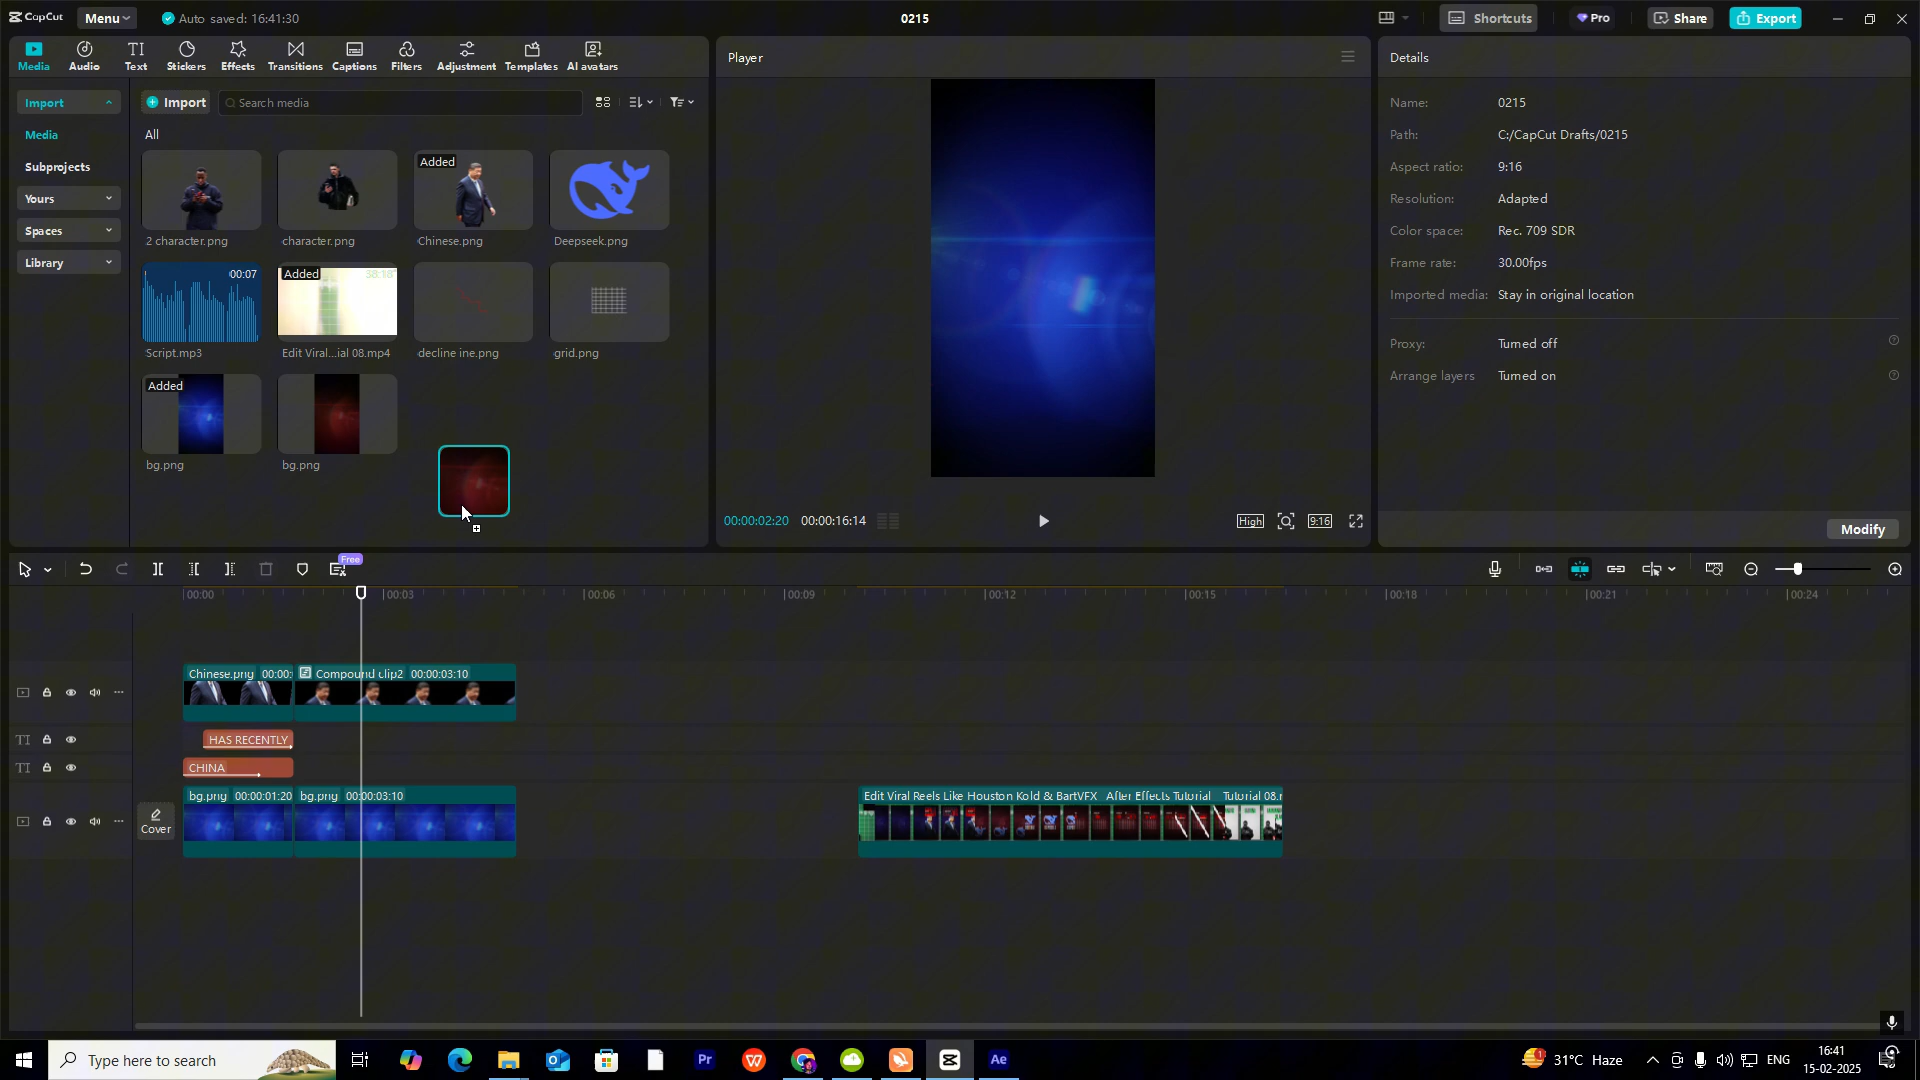 CapCut Menu Auto saved: 16:41:30 0215 Shortcuts Pro Share Export
Media Audio Text Stickers Effects Transitions Captions Filters Adjustment Templates AI avatars
Import
Media
Subprojects
Yours
Spaces
Library
Import Search media
All
Added
2 character.png character.png Chinese.png Deepseek.png
00:07 Added 38:18
Script.mp3 Edit Viral...ial 08.mp4 decline ine.png grid.png
Added
bg.png bg.png
Player
00:00:02:20 00:00:16:14 High 9:16
Details
Name: 0215
Path: C:/CapCut Drafts/0215
Aspect ratio: 9:16
Resolution: Adapted
Color space: Rec. 709 SDR
Frame rate: 30.00fps
Imported media: Stay in original location
Proxy: Turned off
Arrange layers Turned on
Modify
Free
00:00 00:03 00:06 00:09 00:12 00:15 00:18 00:21 00:24
Chinese.png 00:00: Compound clip2 00:00:03:10
HAS RECENTLY
CHINA
Cover
bg.png 00:00:01:20 bg.png 00:00:03:10
Edit Viral Reels Like Houston Kold & BartVFX After Effects Tutorial Tutorial 08.r
Type here to search Pr W Ae 31°C Haze ENG 16:41
15-02-2025